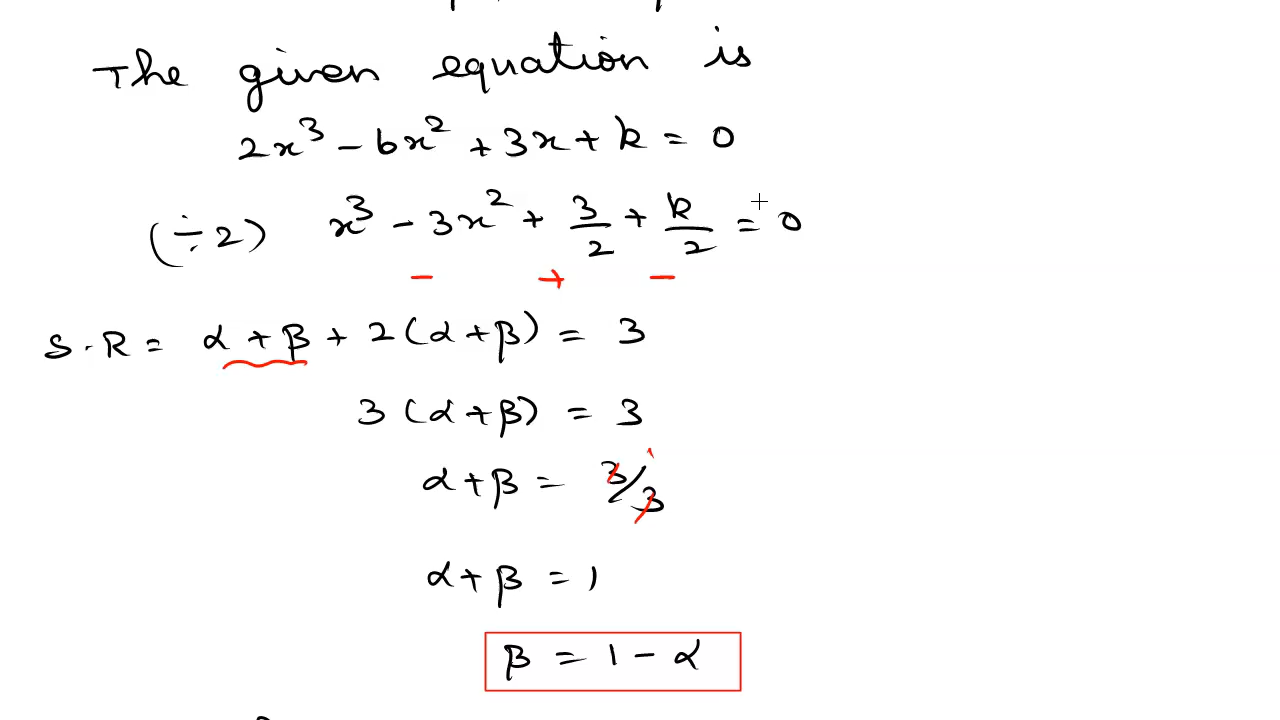 The given equation is
2x³ - 6x² + 3x + k = 0
(÷2) x³ - 3x² + 3/2 + k/2 = 0
- + -
S.R = α + β + 2(α + β) = 3
3(α + β) = 3
α + β = 3/3
α + β = 1
β = 1 - α